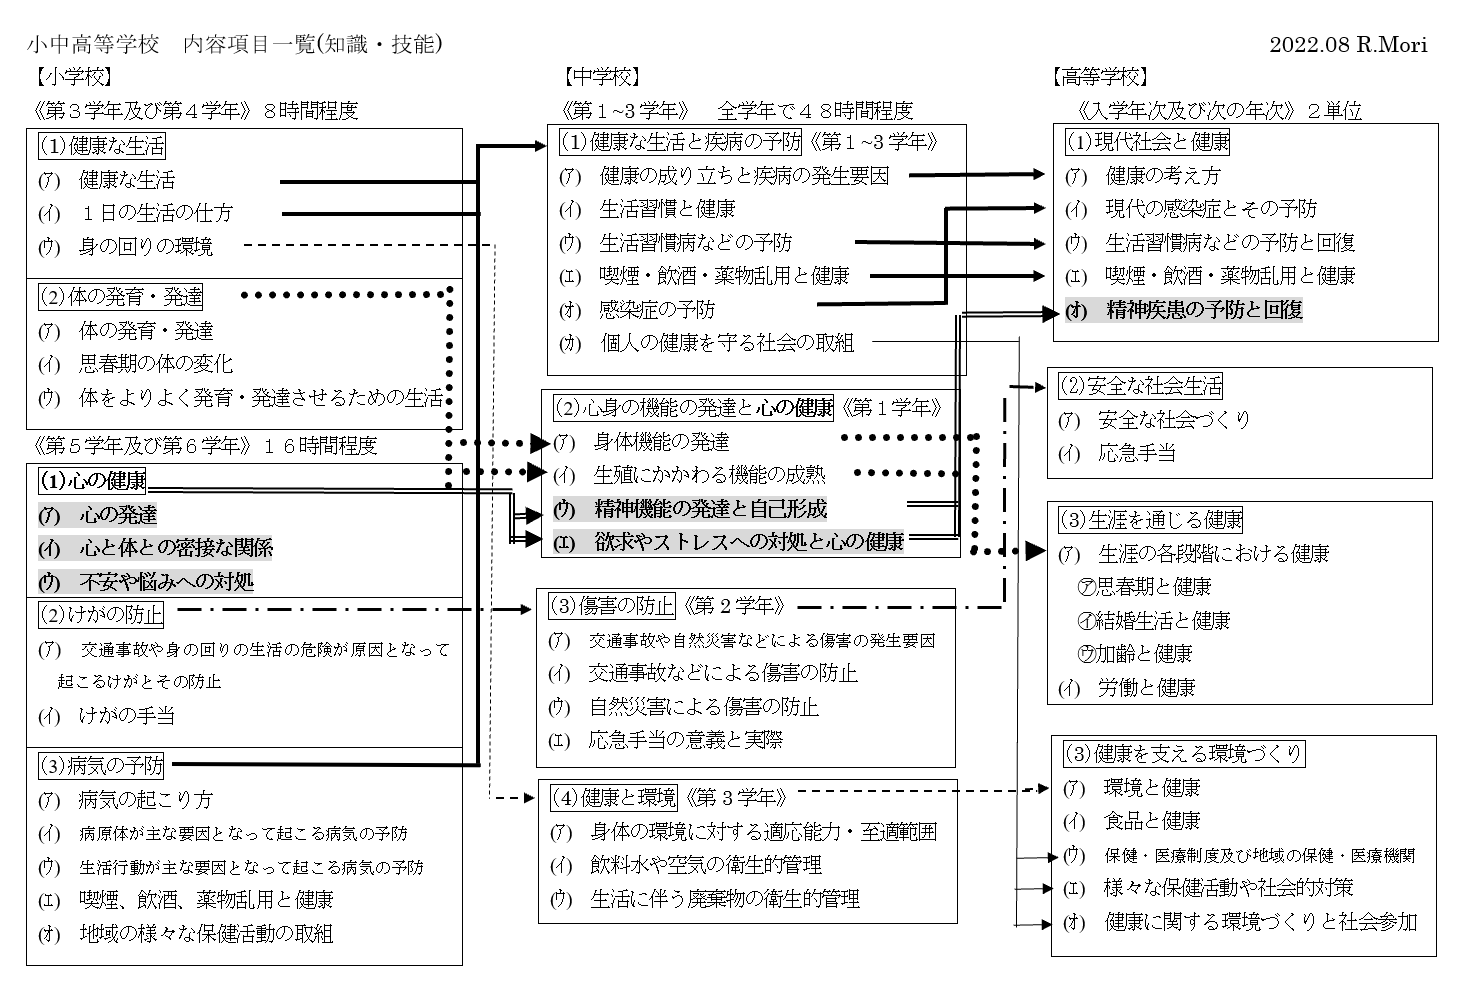 小中高等学校　内容項目一覧(知識・技能)
2022.08 R.Mori
【小学校】
《第３学年及び第４学年》８時間程度
(1)健康な生活
(ｱ)　健康な生活
(ｲ)　１日の生活の仕方
(ｳ)　身の回りの環境
(2)体の発育・発達
(ｱ)　体の発育・発達
(ｲ)　思春期の体の変化
(ｳ)　体をよりよく発育・発達させるための生活
《第５学年及び第６学年》１６時間程度
(1)心の健康
(ｱ)　心の発達
(ｲ)　心と体との密接な関係
(ｳ)　不安や悩みへの対処
(2)けがの防止
(ｱ)　交通事故や身の回りの生活の危険が原因となって
起こるけがとその防止
(ｲ)　けがの手当
(3)病気の予防
(ｱ)　病気の起こり方
(ｲ)　病原体が主な要因となって起こる病気の予防
(ｳ)　生活行動が主な要因となって起こる病気の予防
(ｴ)　喫煙、飲酒、薬物乱用と健康
(ｵ)　地域の様々な保健活動の取組
【中学校】
《第１~3 学年》　全学年で４８時間程度
(1)健康な生活と疾病の予防《第１~3 学年》
(ｱ)　健康の成り立ちと疾病の発生要因
(ｲ)　生活習慣と健康
(ｳ)　生活習慣病などの予防
(ｴ)　喫煙・飲酒・薬物乱用と健康
(ｵ)　感染症の予防
(ｶ)　個人の健康を守る社会の取組
(2)心身の機能の発達と心の健康《第１学年》
(ｱ)　身体機能の発達
(ｲ)　生殖にかかわる機能の成熟
(ｳ)　精神機能の発達と自己形成
(ｴ)　欲求やストレスへの対処と心の健康
(3)傷害の防止《第２学年》
(ｱ)　交通事故や自然災害などによる傷害の発生要因
(ｲ)　交通事故などによる傷害の防止
(ｳ)　自然災害による傷害の防止
(ｴ)　応急手当の意義と実際
(4)健康と環境《第３学年》
(ｱ)　身体の環境に対する適応能力・至適範囲
(ｲ)　飲料水や空気の衛生的管理
(ｳ)　生活に伴う廃棄物の衛生的管理
【高等学校】
《入学年次及び次の年次》２単位
(1)現代社会と健康
(ｱ)　健康の考え方
(ｲ)　現代の感染症とその予防
(ｳ)　生活習慣病などの予防と回復
(ｴ)　喫煙・飲酒・薬物乱用と健康
(ｵ)　精神疾患の予防と回復
(2)安全な社会生活
(ｱ)　安全な社会づくり
(ｲ)　応急手当
(3)生涯を通じる健康
(ｱ)　生涯の各段階における健康
㋐思春期と健康
㋑結婚生活と健康
㋒加齢と健康
(ｲ)　労働と健康
(3)健康を支える環境づくり
(ｱ)　環境と健康
(ｲ)　食品と健康
(ｳ)　保健・医療制度及び地域の保健・医療機関
(ｴ)　様々な保健活動や社会的対策
(ｵ)　健康に関する環境づくりと社会参加